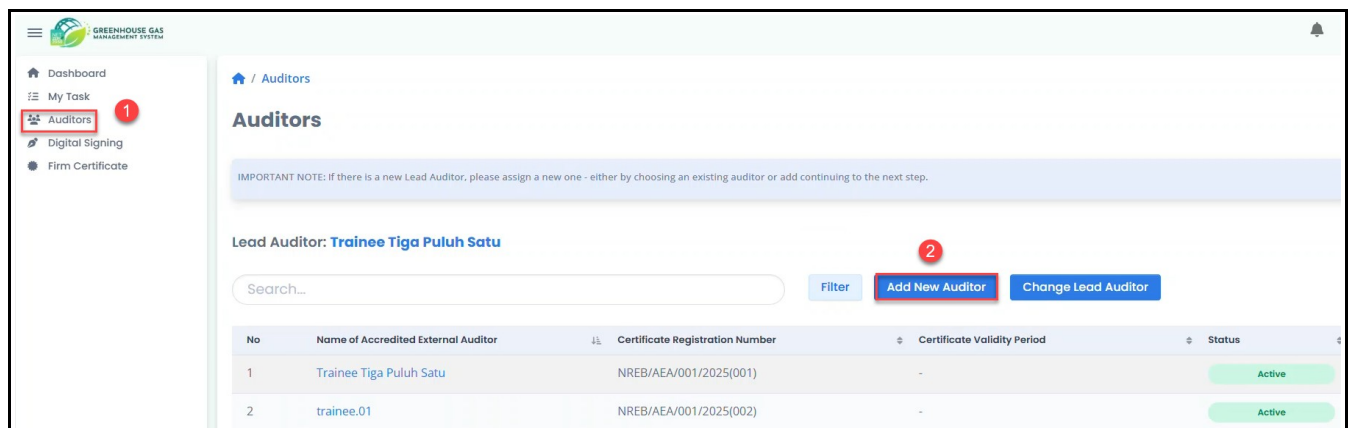 GREENHOUSE GAS
MANAGEMENT SYSTEM
Dashboard
My Task
Auditors
1
Digital Signing
Firm Certificate
/ Auditors
Auditors
IMPORTANT NOTE: If there is a new Lead Auditor, please assign a new one - either by choosing an existing auditor or add continuing to the next step.
Lead Auditor: Trainee Tiga Puluh Satu
2
Search... Filter Add New Auditor Change Lead Auditor
No Name of Accredited External Auditor Certificate Registration Number Certificate Validity Period Status
1 Trainee Tiga Puluh Satu NREB/AEA/001/2025(001) - Active
2 trainee.01 NREB/AEA/001/2025(002) - Active